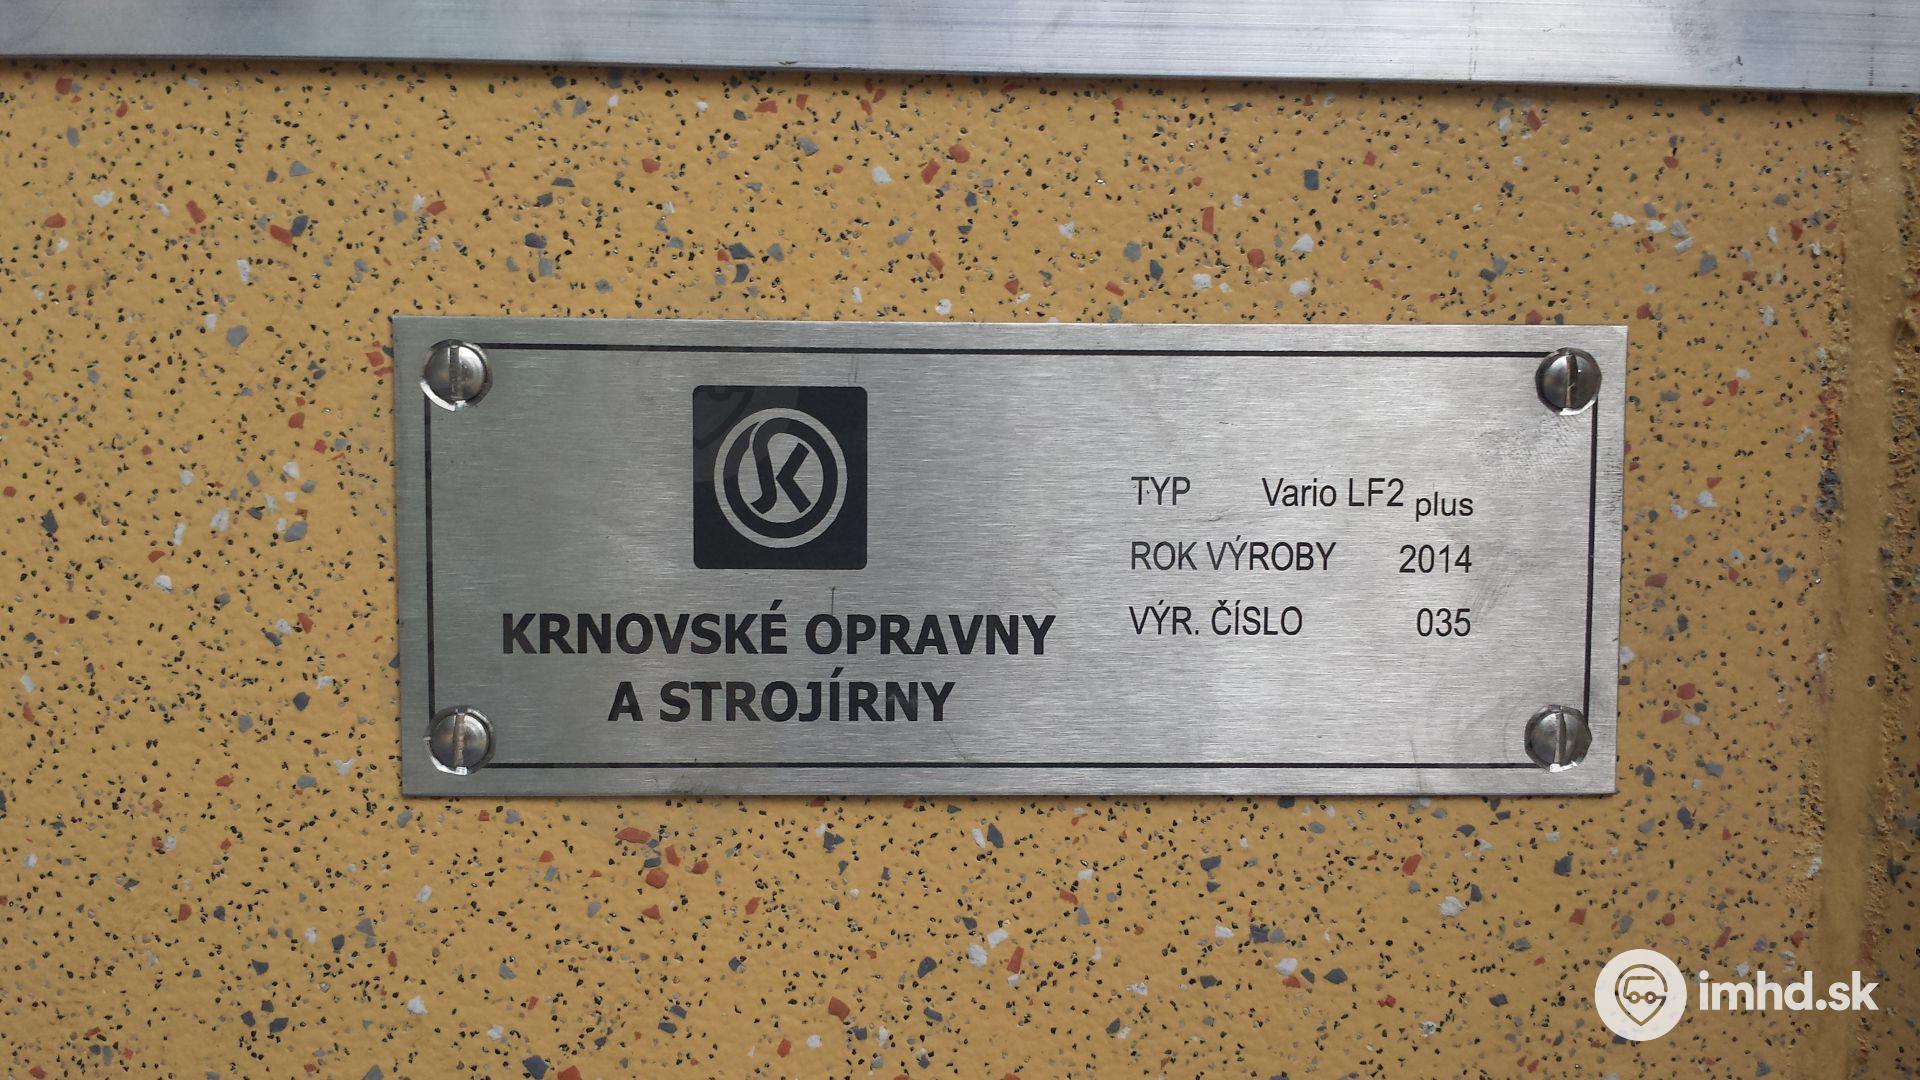 KRNOVSKÉ OPRAVNY
A STROJÍRNY
TYP Vario LF2 plus
ROK VÝROBY 2014
VÝR. ČÍSLO 035
imhd.sk